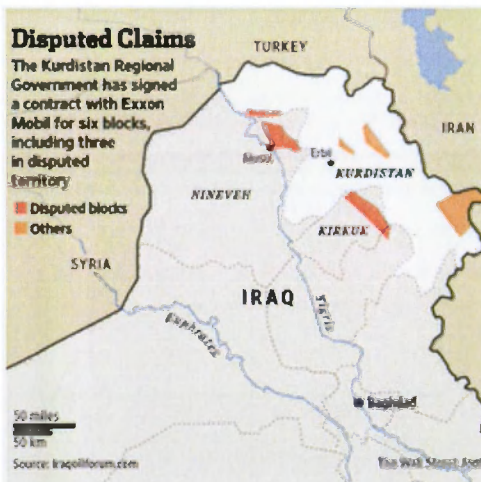 Disputed Claims
The Kurdistan Regional
Government has signed
a contract with Exxon
Mobil for six blocks,
including three
in disputed
territory
Disputed blocks
Others
TURKEY
IRAN
Mosul
Erbil
KURDISTAN
NINEVEH
KIRKUK
SYRIA
IRAQ
Tigris
Euphrates
Baghdad
50 miles
50 km
Source: Iraqoilforum.com
The Wall Street